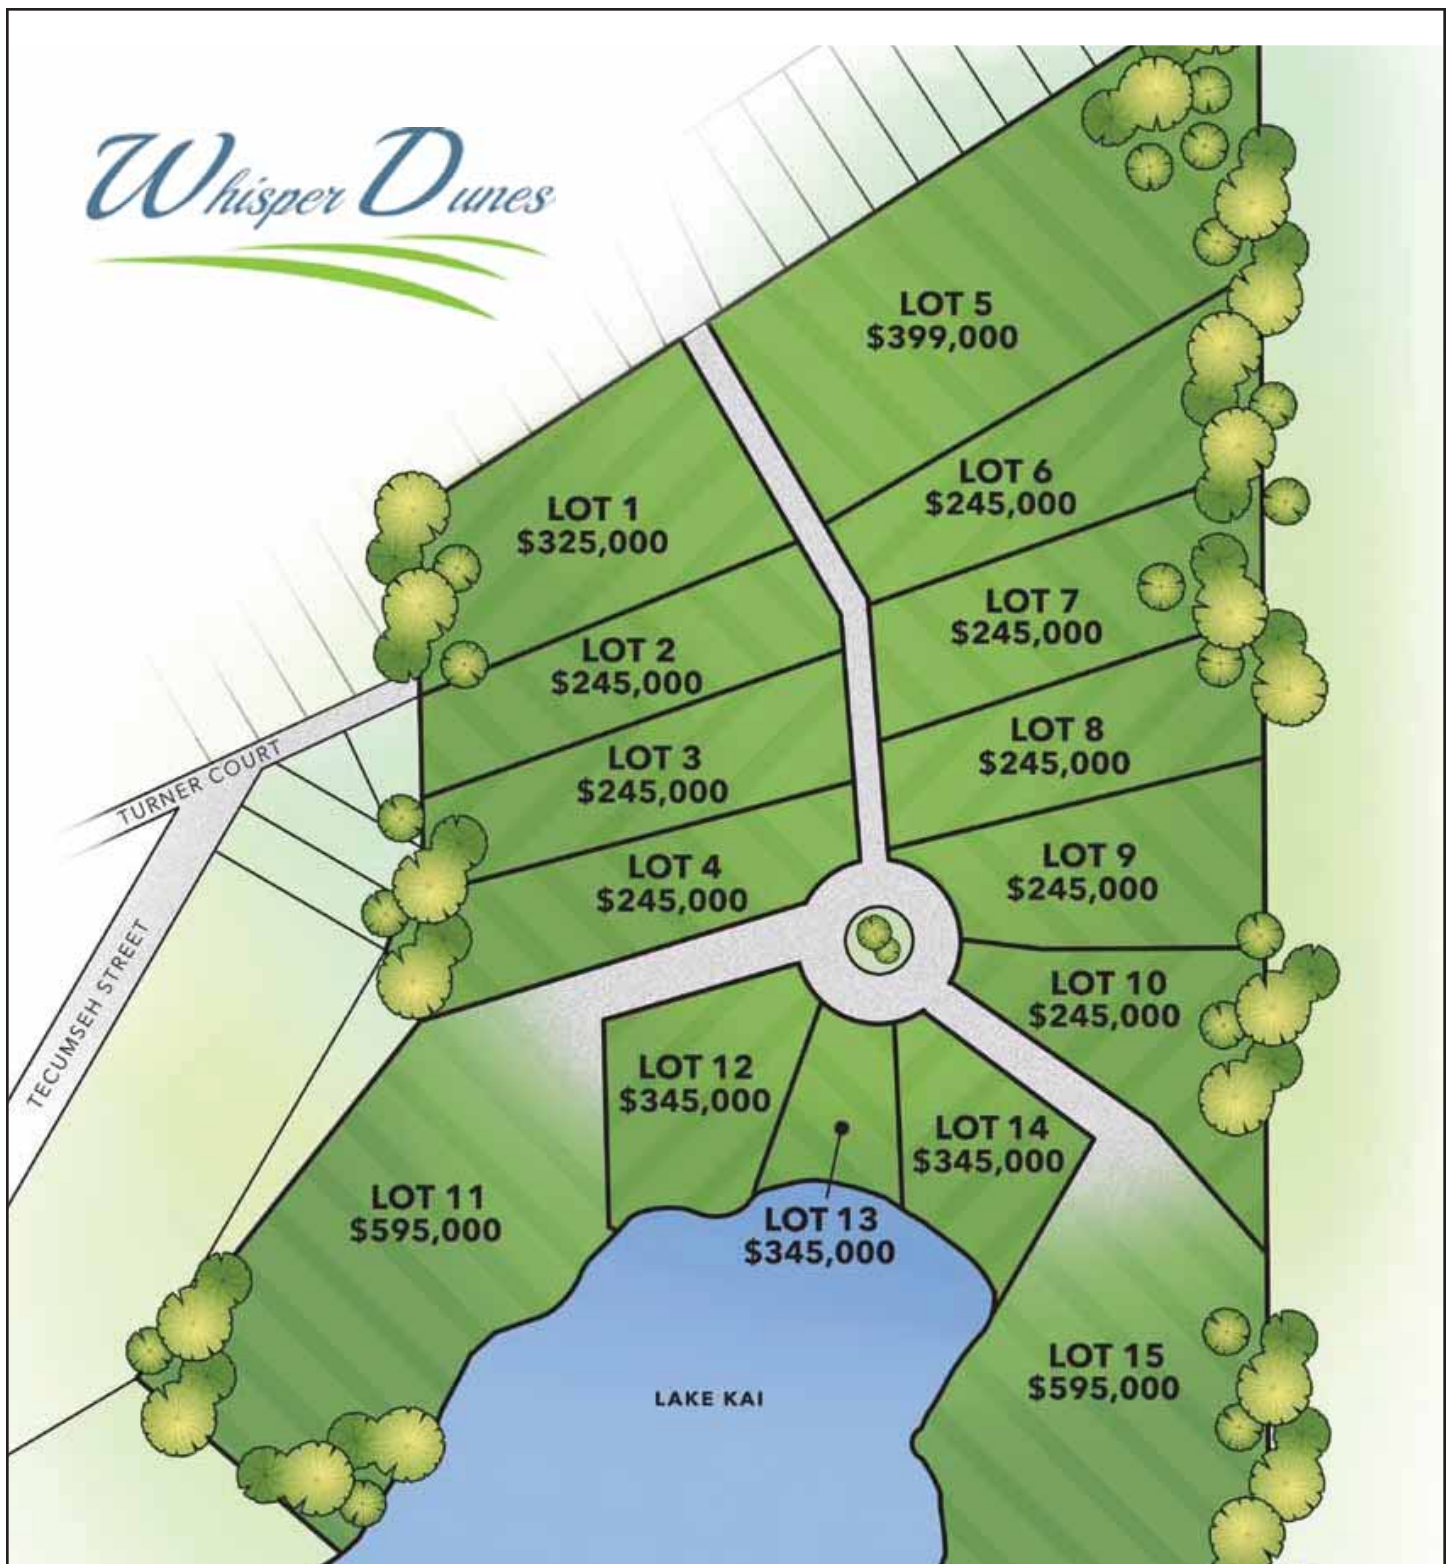 Whisper Dunes
LOT 5
$399,000
LOT 6
$245,000
LOT 1
$325,000
LOT 7
$245,000
LOT 2
$245,000
LOT 8
$245,000
LOT 3
$245,000
TURNER COURT
LOT 9
$245,000
LOT 4
$245,000
TECUMSEH STREET
LOT 10
$245,000
LOT 12
$345,000
LOT 14
$345,000
LOT 11
$595,000
LOT 13
$345,000
LOT 15
$595,000
LAKE KAI